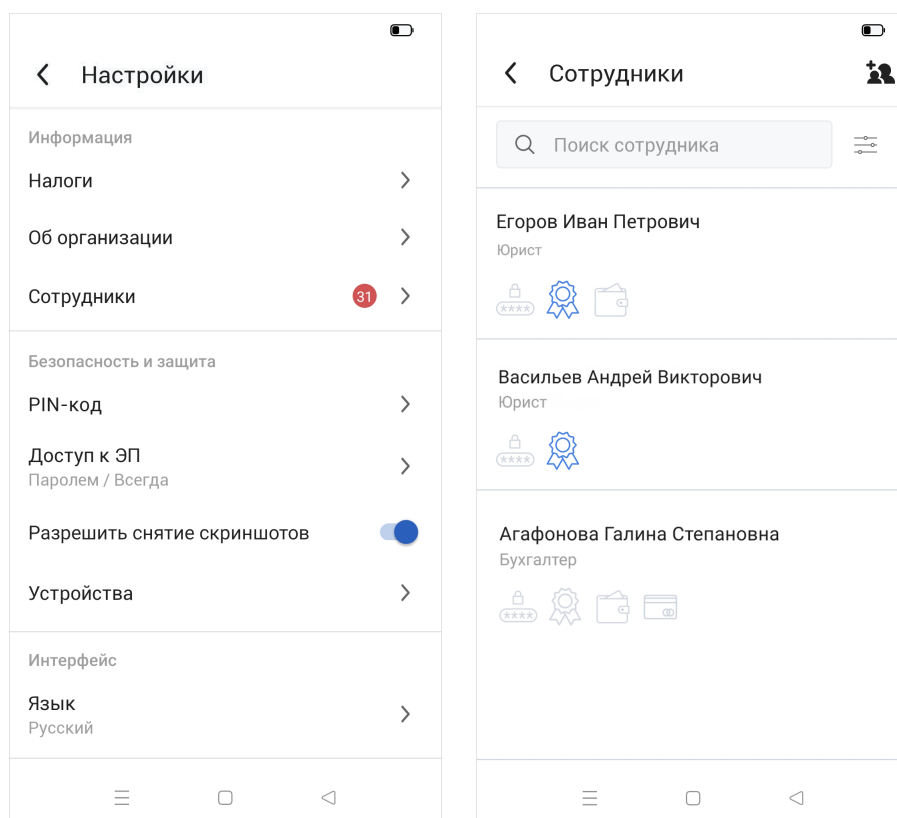 Настройки
Информация
Налоги
Об организации
Сотрудники 31
Безопасность и защита
PIN-код
Доступ к ЭП
Паролем / Всегда
Разрешить снятие скриншотов
Устройства
Интерфейс
Язык
Русский
Сотрудники
Поиск сотрудника
Егоров Иван Петрович
Юрист
****
Васильев Андрей Викторович
Юрист
****
Агафонова Галина Степановна
Бухгалтер
****